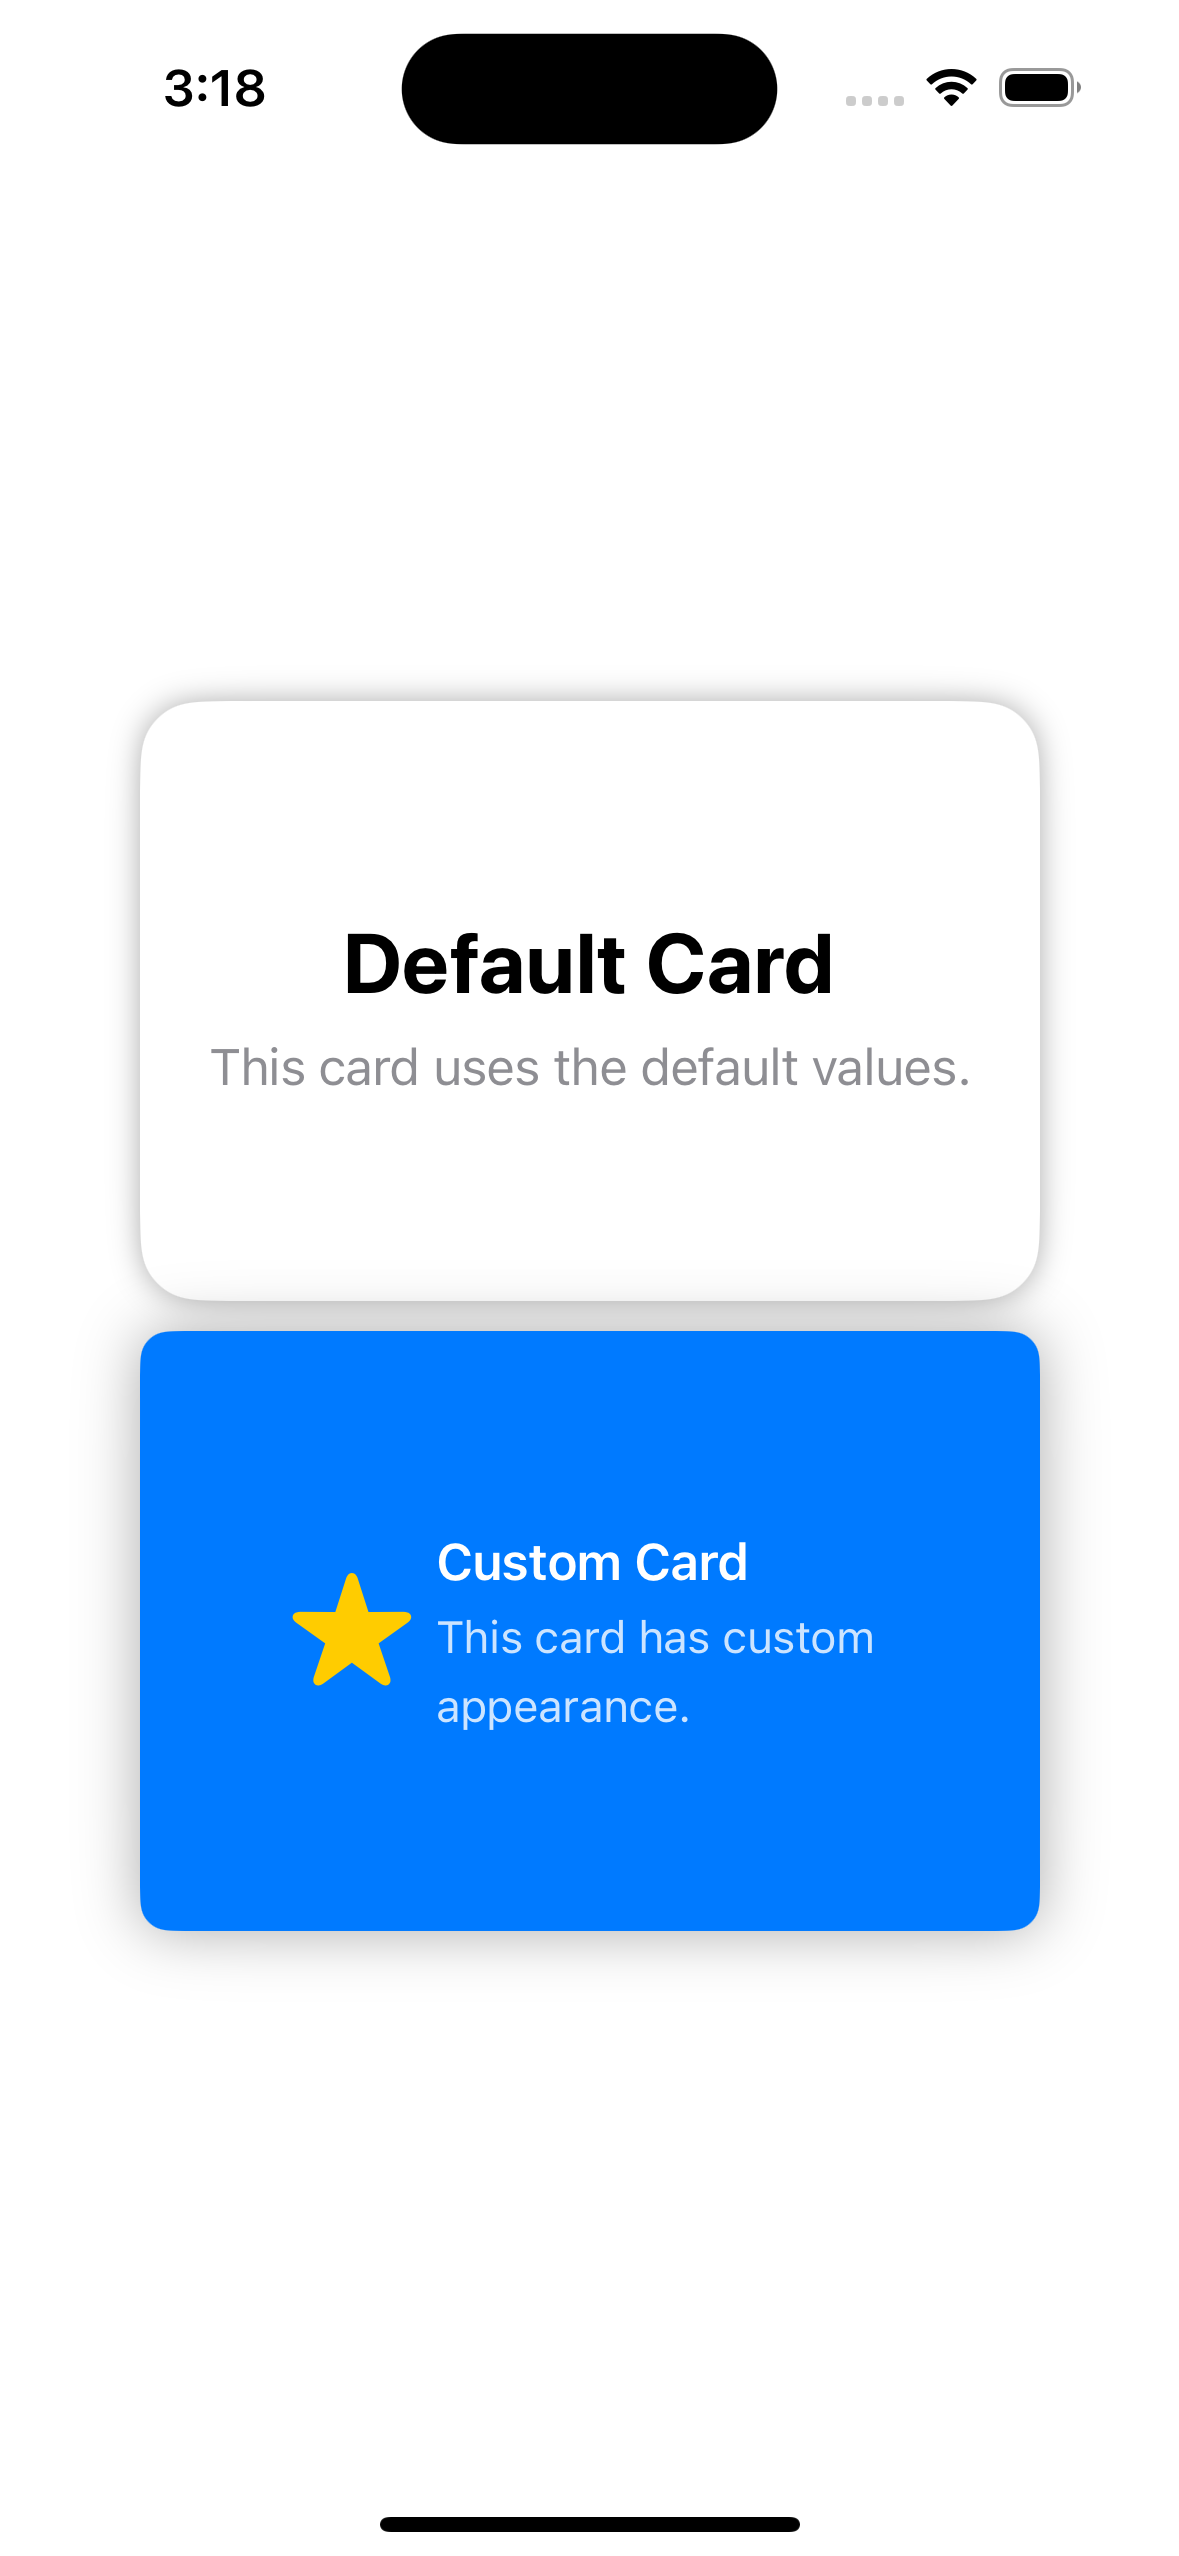 3:18
Default Card
This card uses the default values.
Custom Card
This card has custom
appearance.